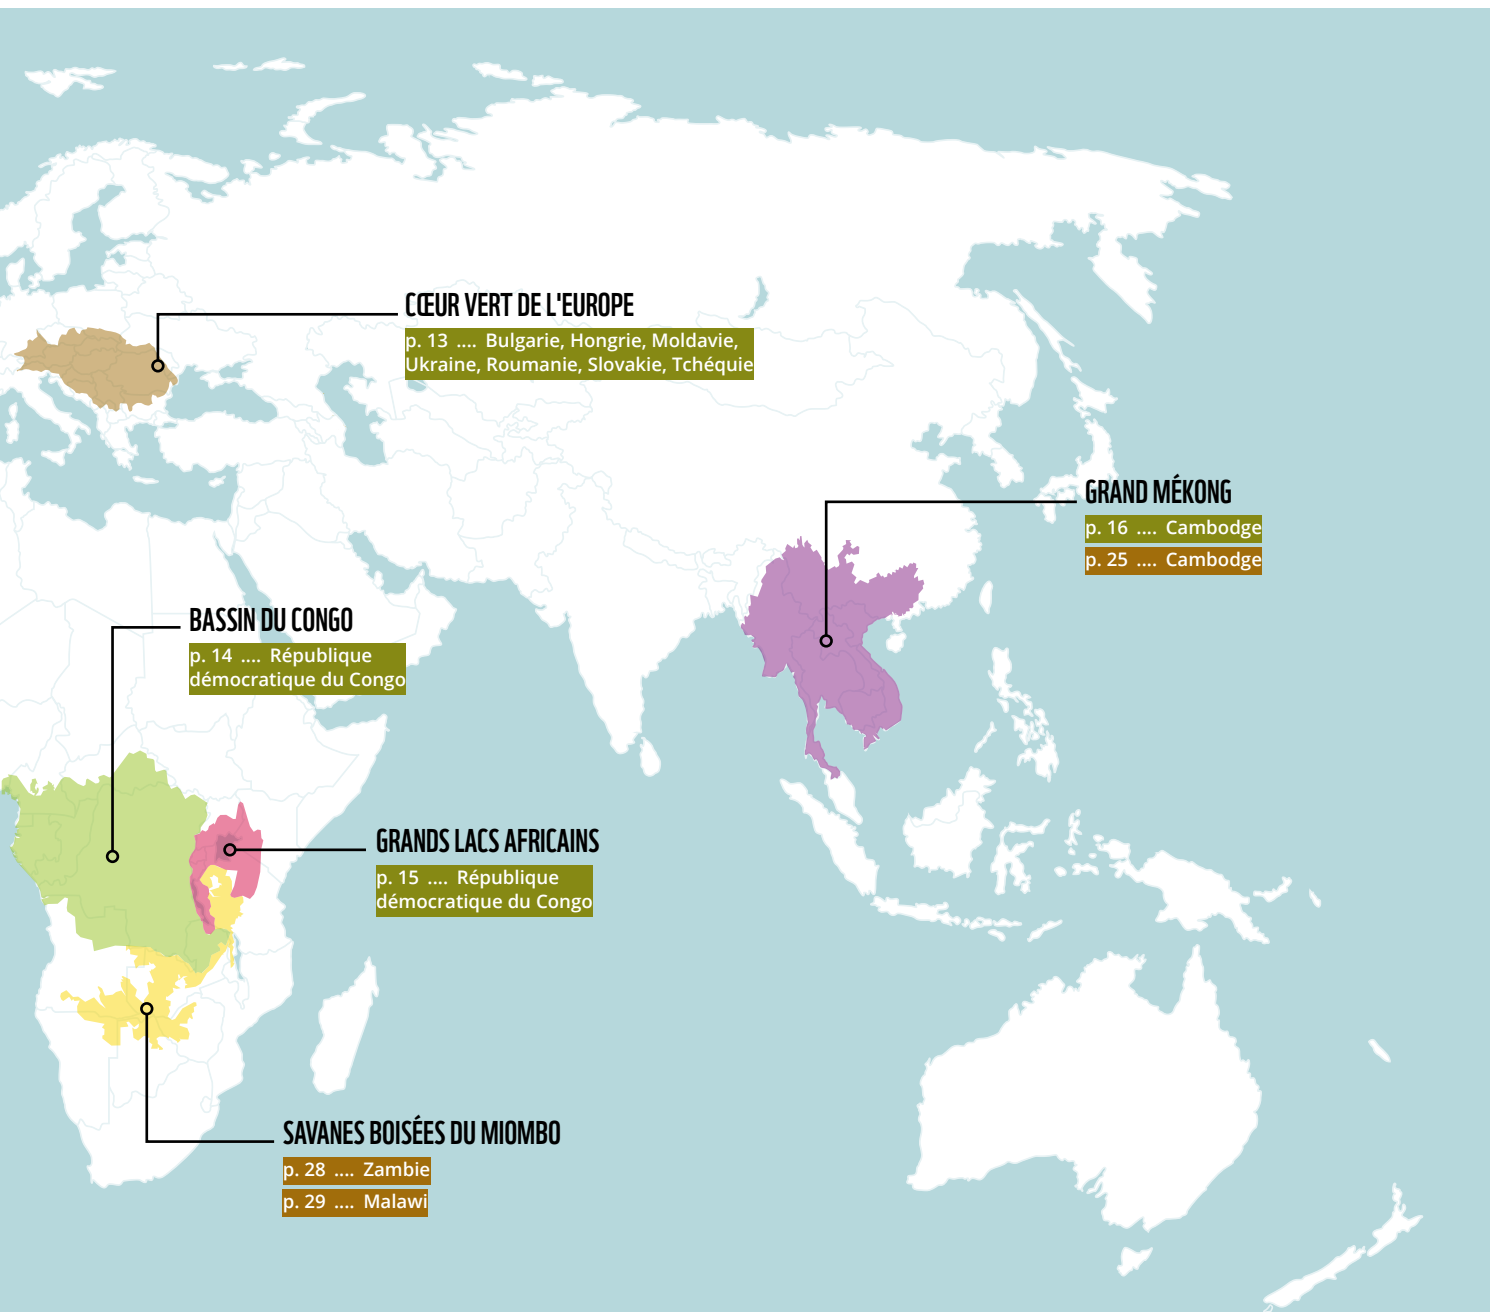 CŒUR VERT DE L'EUROPE
p. 13 .... Bulgarie, Hongrie, Moldavie,
Ukraine, Roumanie, Slovakie, Tchéquie
GRAND MÉKONG
p. 16 .... Cambodge
p. 25 .... Cambodge
BASSIN DU CONGO
p. 14 .... République
démocratique du Congo
GRANDS LACS AFRICAINS
p. 15 .... République
démocratique du Congo
SAVANES BOISÉES DU MIOMBO
p. 28 .... Zambie
p. 29 .... Malawi